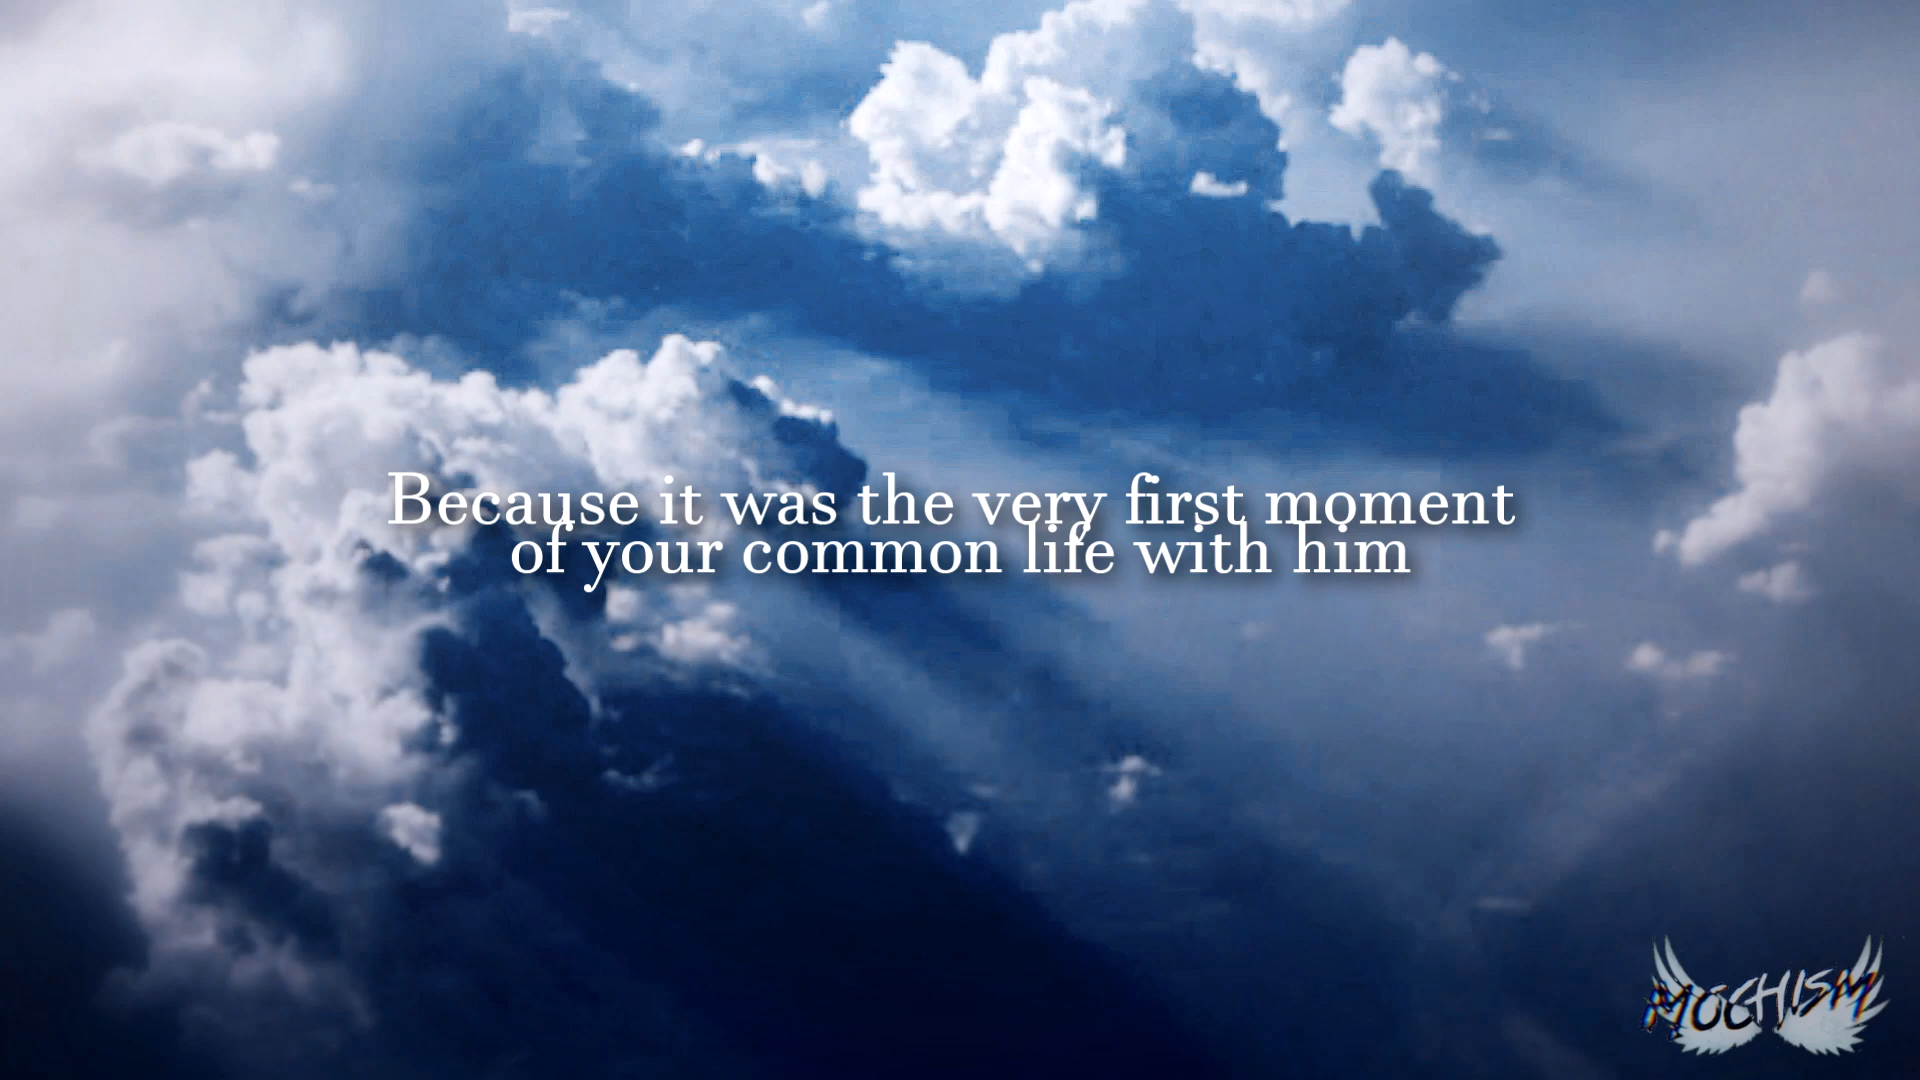 Because it was the very first moment
of your common life with him
MOCHISM